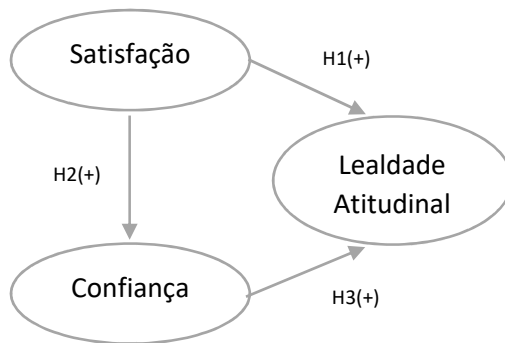 Satisfação
H1(+)
H2(+)
Lealdade
Atitudinal
Confiança
H3(+)